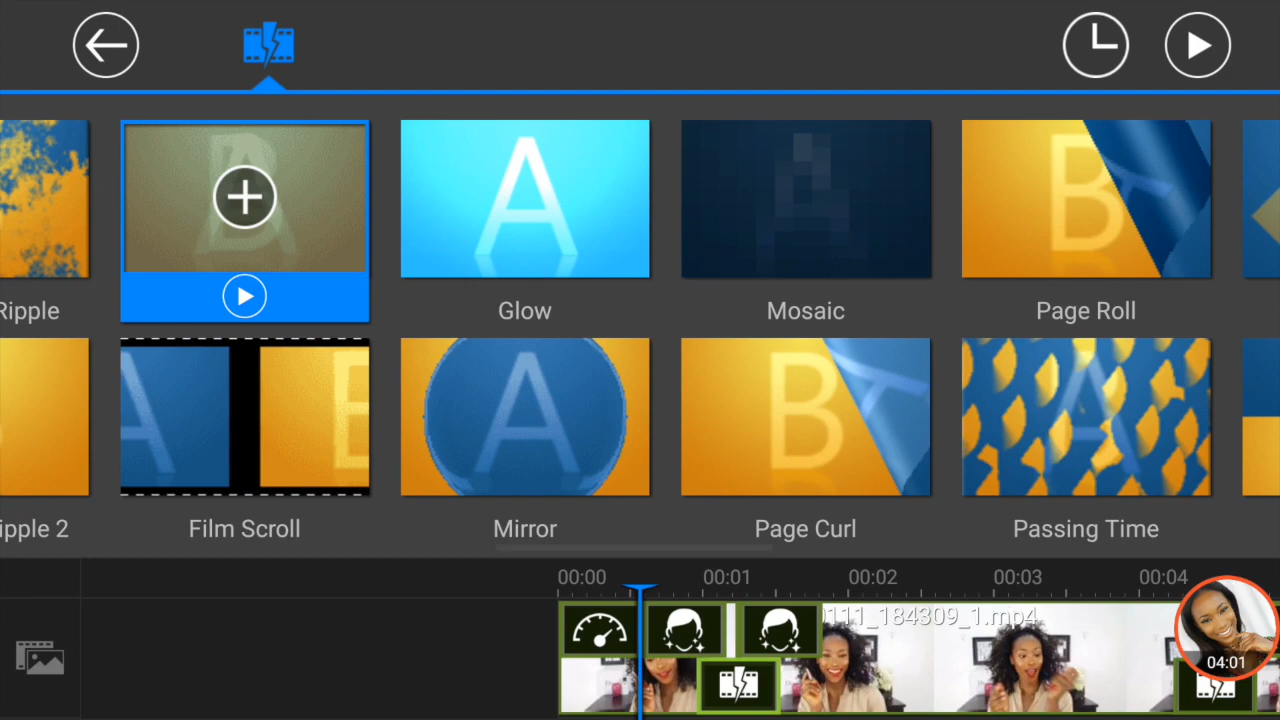 Ripple
Glow
Mosaic
Page Roll
ipple 2
Film Scroll
Mirror
Page Curl
Passing Time
00:00
00:01
00:02
00:03
00:04
111_184309_1.mp4
04:01
A
B
A
B
A
B
A
A